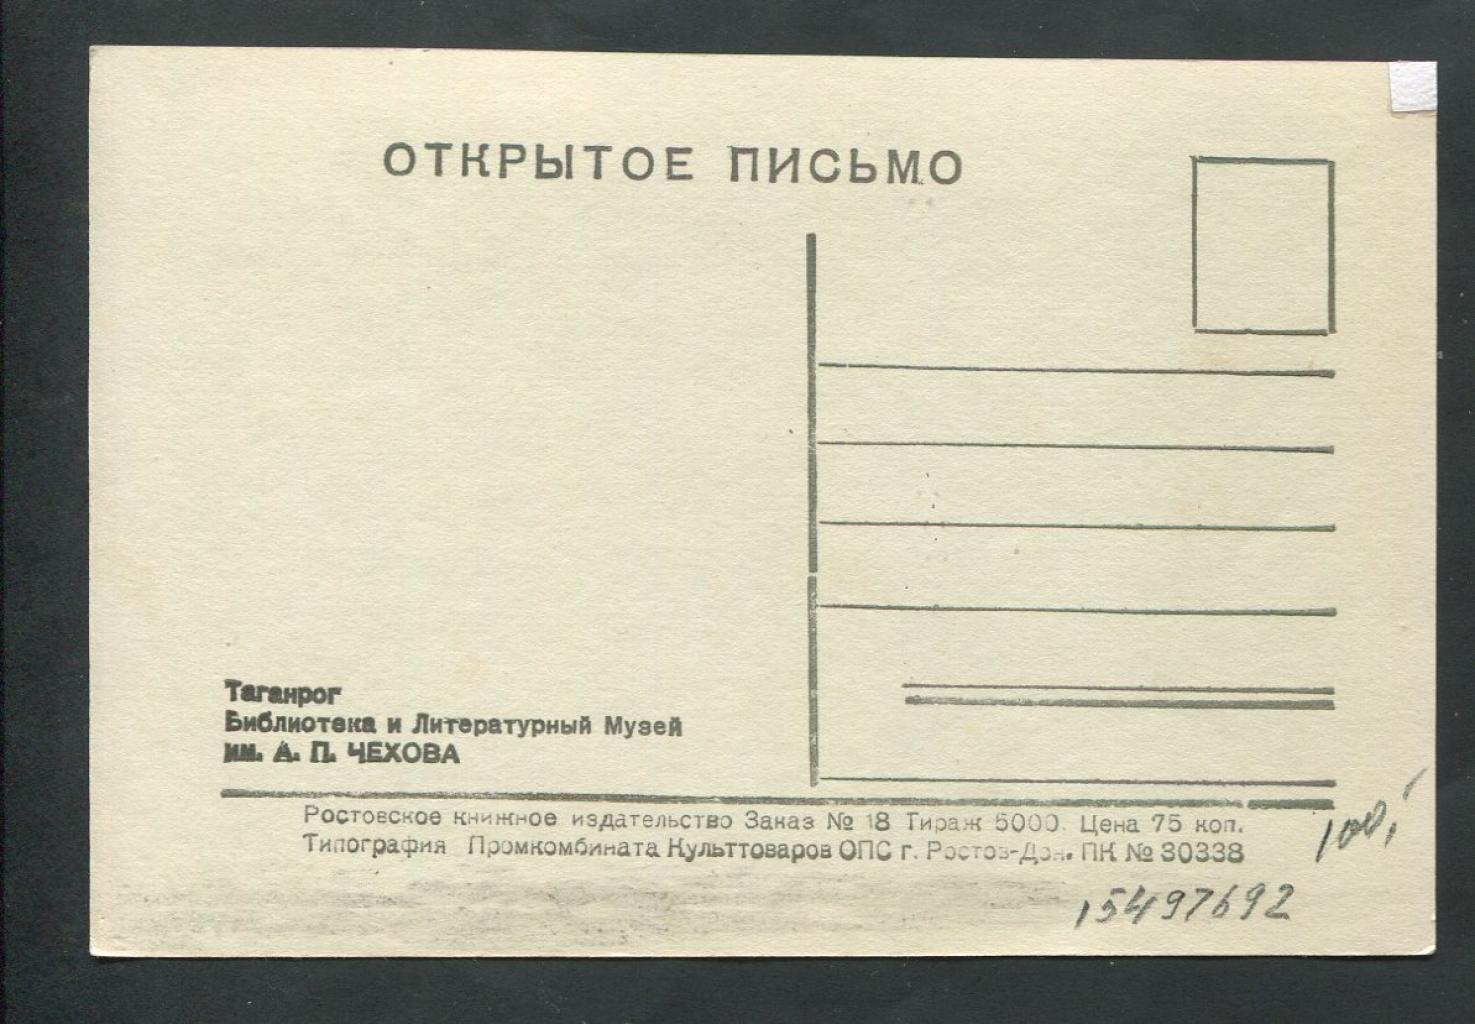 ОТКРЫТОЕ ПИСЬМО
Таганрог
Библиотека и Литературный Музей
им. А. П. ЧЕХОВА
Ростовское книжное издательство Заказ № 18 Тираж 5000. Цена 75 коп.
Типография Промкомбината Культтоваров ОПС г. Ростов-Дон. ПК № 30338
100,
15497692